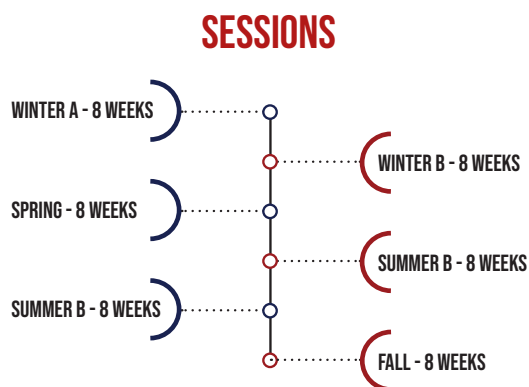 SESSIONS
WINTER A - 8 WEEKS
WINTER B - 8 WEEKS
SPRING - 8 WEEKS
SUMMER B - 8 WEEKS
SUMMER B - 8 WEEKS
FALL - 8 WEEKS